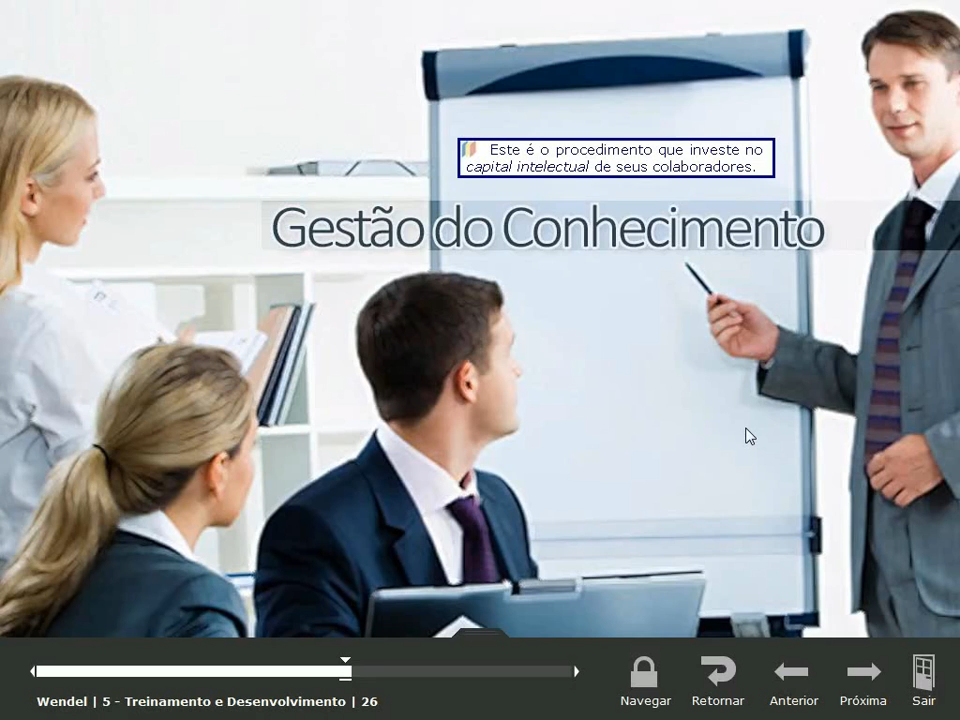 Este é o procedimento que investe no
capital intelectual de seus colaboradores.
Gestão do Conhecimento
Wendel | 5 - Treinamento e Desenvolvimento | 26
Navegar
Retornar
Anterior
Próxima
Sair